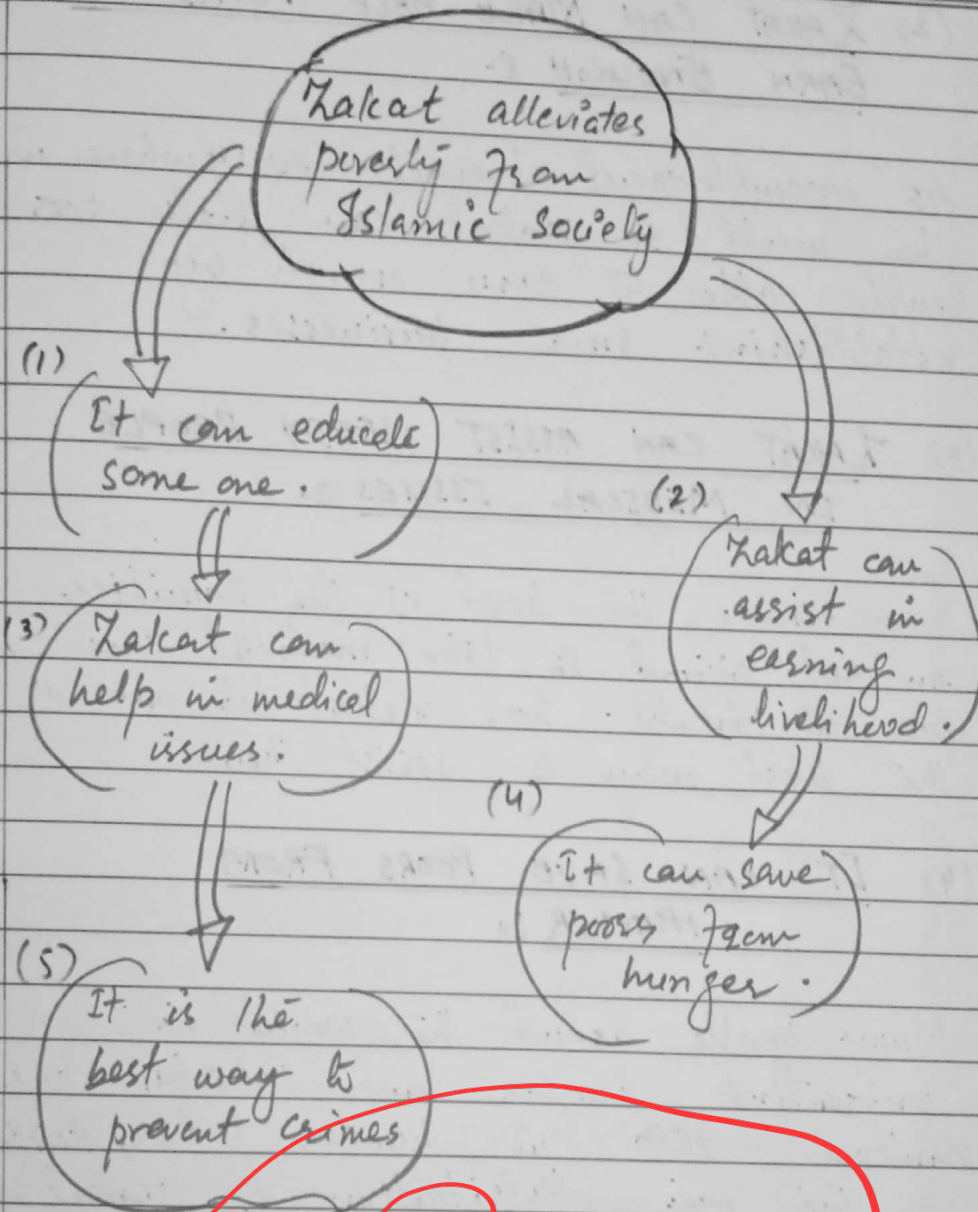 Zakat alleviates
poverty from
Islamic society
(1)
It can educate
some one.
(2)
Zakat can
assist in
earning
livelihood.
(3)
Zakat can
help in medical
issues.
(4)
It can save
poors from
hunger.
(5)
It is the
best way to
prevent crimes